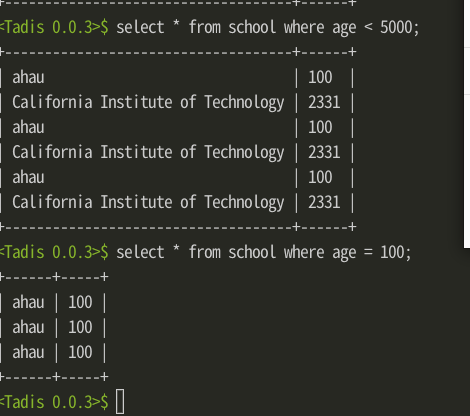 +----------------------------------+------+
<Tadis 0.0.3>$ select * from school where age < 5000;
+----------------------------------+------+
| ahau                             | 100  |
| California Institute of Technology | 2331 |
| ahau                             | 100  |
| California Institute of Technology | 2331 |
| ahau                             | 100  |
| California Institute of Technology | 2331 |
+----------------------------------+------+
<Tadis 0.0.3>$ select * from school where age = 100;
+------+-----+
| ahau | 100 |
| ahau | 100 |
| ahau | 100 |
+------+-----+
<Tadis 0.0.3>$